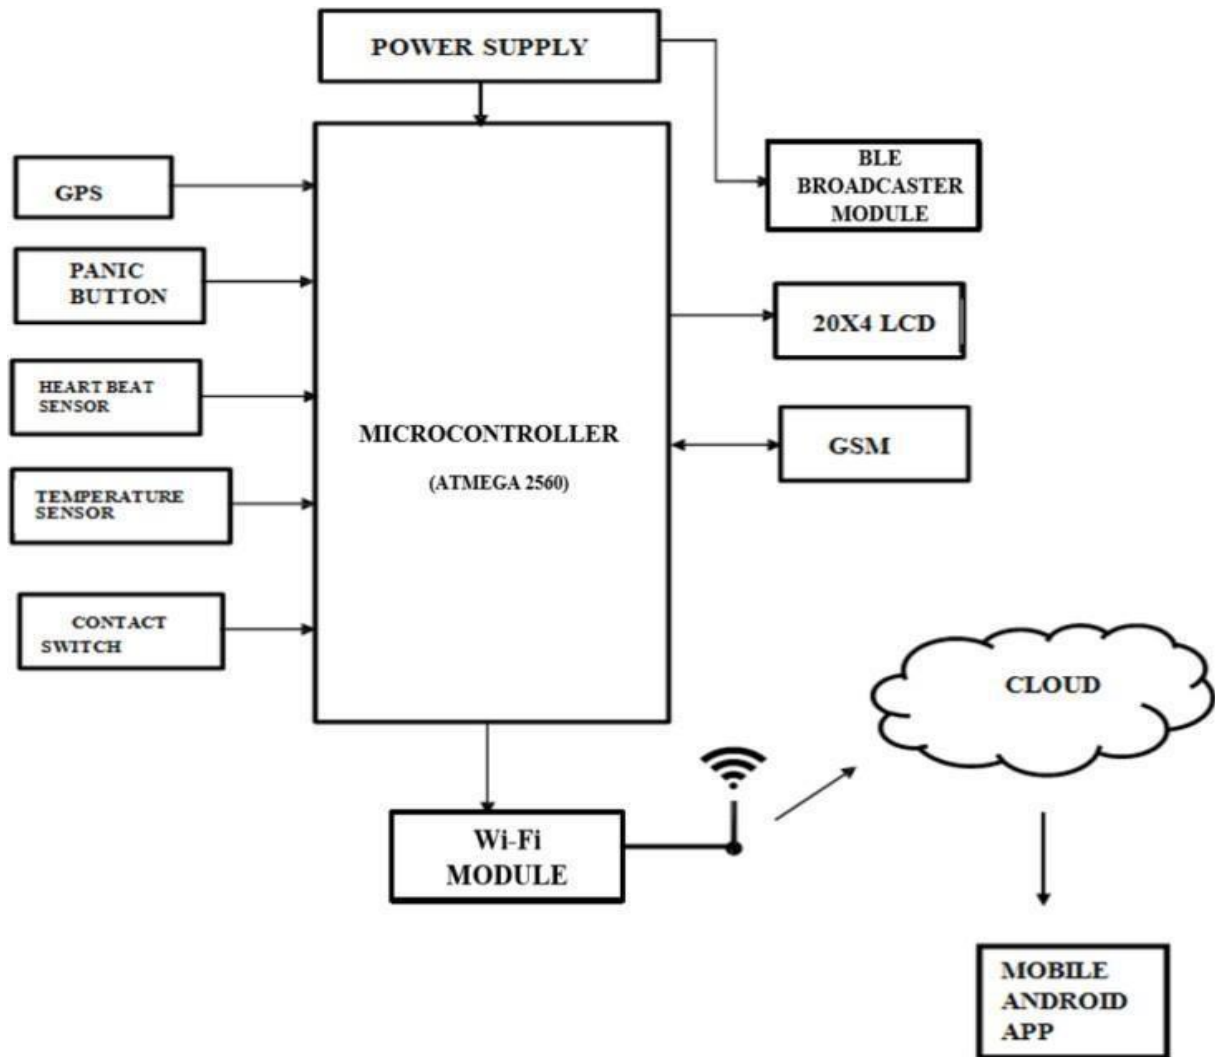 POWER SUPPLY
BLE
BROADCASTER
MODULE
GPS
PANIC
BUTTON
20X4 LCD
HEART BEAT
SENSOR
MICROCONTROLLER
(ATMEGA 2560)
GSM
TEMPERATURE
SENSOR
CONTACT
SWITCH
CLOUD
Wi-Fi
MODULE
MOBILE
ANDROID
APP